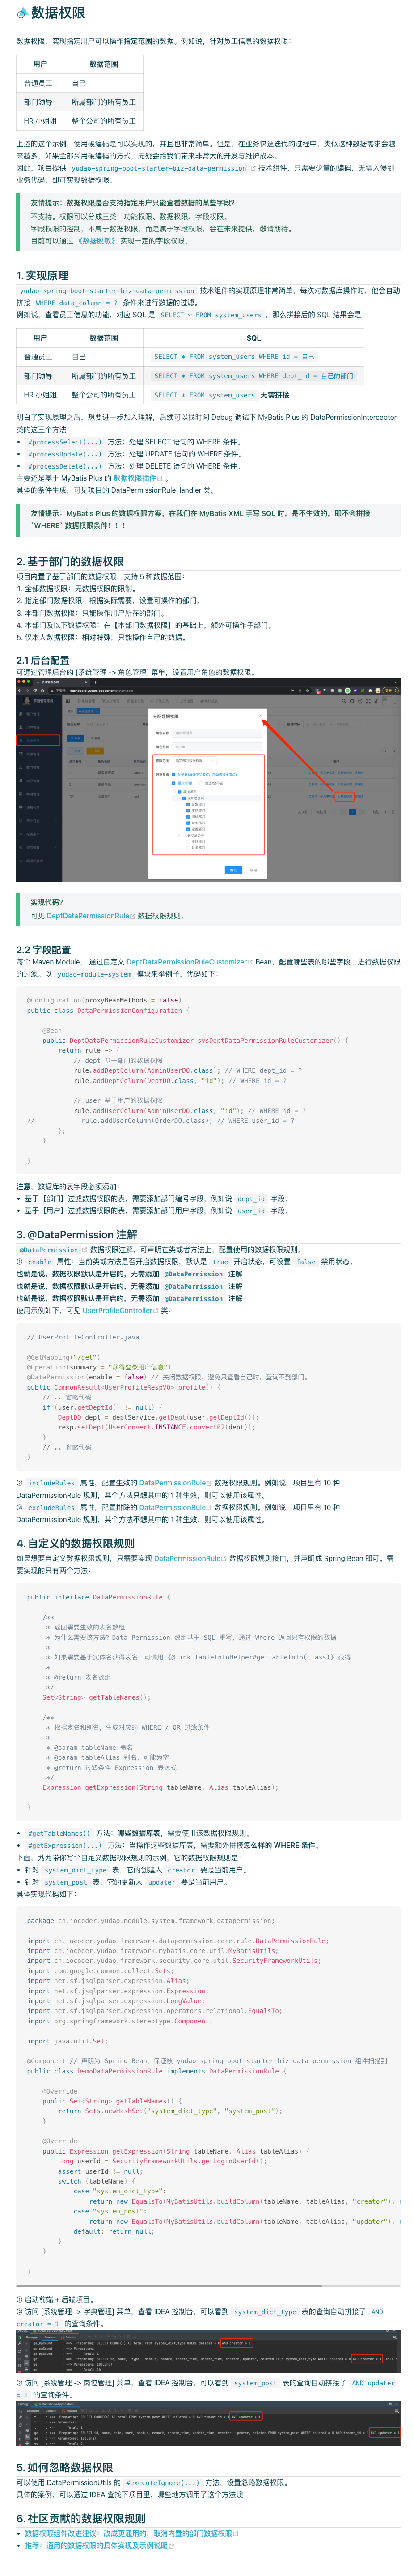 数据权限
数据权限，实现指定用户可以操作指定范围的数据。例如说，针对员工信息的数据权限：
用户 数据范围
普通员工 自己
部门领导 所属部门的所有员工
HR 小姐姐 整个公司的所有员工
上述的这个示例，使用硬编码是可以实现的，并且也非常简单。但是，在业务快速迭代的过程中，类似这种数据需求会越
来越多，如果全部采用硬编码的方式，无疑会给我们带来非常大的开发与维护成本。
因此，项目提供 yudao-spring-boot-starter-biz-data-permission 技术组件，只需要少量的编码，无需入侵到
业务代码，即可实现数据权限。
友情提示：数据权限是否支持指定用户只能查看数据的某些字段？
不支持。权限可以分成三类：功能权限、数据权限、字段权限。
字段权限的控制，不属于数据权限，而是属于字段权限，会在未来提供，敬请期待。
目前可以通过 《数据脱敏》 实现一定的字段权限。
1. 实现原理
yudao-spring-boot-starter-biz-data-permission 技术组件的实现原理非常简单，每次对数据库操作时，他会自动
拼接 WHERE data_column = ? 条件来进行数据的过滤。
例如说，查看员工信息的功能，对应 SQL 是 SELECT * FROM system_users ，那么拼接后的 SQL 结果会是：
用户 数据范围 SQL
普通员工 自己 SELECT * FROM system_users WHERE id = 自己
部门领导 所属部门的所有员工 SELECT * FROM system_users WHERE dept_id = 自己的部门
HR 小姐姐 整个公司的所有员工 SELECT * FROM system_users 无需拼接
明白了实现原理之后，想要进一步加入理解，后续可以找时间 Debug 调试下 MyBatis Plus 的 DataPermissionInterceptor
类的这三个方法：
• #processSelect(...) 方法：处理 SELECT 语句的 WHERE 条件。
• #processUpdate(...) 方法：处理 UPDATE 语句的 WHERE 条件。
• #processDelete(...) 方法：处理 DELETE 语句的 WHERE 条件。
主要还是基于 MyBatis Plus 的 数据权限插件 。
具体的条件生成，可见项目的 DataPermissionRuleHandler 类。
友情提示：MyBatis Plus 的数据权限方案，在我们在 MyBatis XML 手写 SQL 时，是不生效的，即不会拼接
`WHERE` 数据权限条件！！！
2. 基于部门的数据权限
项目内置了基于部门的数据权限，支持 5 种数据范围：
1. 全部数据权限：无数据权限的限制。
2. 指定部门数据权限：根据实际需要，设置可操作的部门。
3. 本部门数据权限：只能操作用户所在的部门。
4. 本部门及以下数据权限：在【本部门数据权限】的基础上，额外可操作子部门。
5. 仅本人数据权限：相对特殊，只能操作自己的数据。
2.1 后台配置
可通过管理后台的 [系统管理 -> 角色管理] 菜单，设置用户角色的数据权限。
分配数据权限
实现代码？
可见 DeptDataPermissionRule 数据权限规则。
2.2 字段配置
每个 Maven Module， 通过自定义 DeptDataPermissionRuleCustomizer Bean，配置哪些表的哪些字段，进行数据权限
的过滤。以 yudao-module-system 模块来举例子，代码如下：
@Configuration(proxyBeanMethods = false)
public class DataPermissionConfiguration {
@Bean
public DeptDataPermissionRuleCustomizer sysDeptDataPermissionRuleCustomizer() {
return rule -> {
// dept 基于部门的数据权限
rule.addDeptColumn(AdminUserDO.class); // WHERE dept_id = ?
rule.addDeptColumn(DeptDO.class, "id"); // WHERE id = ?
// user 基于用户的数据权限
rule.addUserColumn(AdminUserDO.class, "id"); // WHERE id = ?
// rule.addUserColumn(OrderDO.class); // WHERE user_id = ?
};
}
}
注意，数据库的表字段必须添加：
• 基于【部门】过滤数据权限的表，需要添加部门编号字段，例如说 dept_id 字段。
• 基于【用户】过滤数据权限的表，需要添加部门用户字段，例如说 user_id 字段。
3. @DataPermission 注解
@DataPermission 数据权限注解，可声明在类或者方法上，配置使用的数据权限规则。
① enable 属性：当前类或方法是否开启数据权限，默认是 true 开启状态，可设置 false 禁用状态。
也就是说，数据权限默认是开启的，无需添加 @DataPermission 注解
也就是说，数据权限默认是开启的，无需添加 @DataPermission 注解
也就是说，数据权限默认是开启的，无需添加 @DataPermission 注解
使用示例如下，可见 UserProfileController 类：
// UserProfileController.java
@GetMapping("/get")
@Operation(summary = "获得登录用户信息")
@DataPermission(enable = false) // 关闭数据权限，避免只查看自己时，查询不到部门。
public CommonResult<UserProfileRespVO> profile() {
// .. 省略代码
if (user.getDeptId() != null) {
DeptDO dept = deptService.getDept(user.getDeptId());
resp.setDept(UserConvert.INSTANCE.convert02(dept));
}
// .. 省略代码
}
② includeRules 属性，配置生效的 DataPermissionRule 数据权限规则。例如说，项目里有 10 种
DataPermissionRule 规则，某个方法只想其中的 1 种生效，则可以使用该属性。
③ excludeRules 属性，配置排除的 DataPermissionRule 数据权限规则。例如说，项目里有 10 种
DataPermissionRule 规则，某个方法不想其中的 1 种生效，则可以使用该属性。
4. 自定义的数据权限规则
如果想要自定义数据权限规则，只需要实现 DataPermissionRule 数据权限规则接口，并声明成 Spring Bean 即可。需
要实现的只有两个方法：
public interface DataPermissionRule {
/**
* 返回需要生效的表名数组
* 为什么需要该方法？Data Permission 数组基于 SQL 重写，通过 Where 返回只有权限的数据
*
* 如果需要基于实体名获得表名，可调用 {@link TableInfoHelper#getTableInfo(Class)} 获得
*
* @return 表名数组
*/
Set<String> getTableNames();
/**
* 根据表名和别名，生成对应的 WHERE / OR 过滤条件
*
* @param tableName 表名
* @param tableAlias 别名，可能为空
* @return 过滤条件 Expression 表达式
*/
Expression getExpression(String tableName, Alias tableAlias);
}
• #getTableNames() 方法：哪些数据库表，需要使用该数据权限规则。
• #getExpression(...) 方法：当操作这些数据库表，需要额外拼接怎么样的 WHERE 条件。
下面，艿艿带你写个自定义数据权限规则的示例，它的数据权限规则是：
• 针对 system_dict_type 表，它的创建人 creator 要是当前用户。
• 针对 system_post 表，它的更新人 updater 要是当前用户。
具体实现代码如下：
package cn.iocoder.yudao.module.system.framework.datapermission;
import cn.iocoder.yudao.framework.datapermission.core.rule.DataPermissionRule;
import cn.iocoder.yudao.framework.mybatis.core.util.MyBatisUtils;
import cn.iocoder.yudao.framework.security.core.util.SecurityFrameworkUtils;
import com.google.common.collect.Sets;
import net.sf.jsqlparser.expression.Alias;
import net.sf.jsqlparser.expression.Expression;
import net.sf.jsqlparser.expression.LongValue;
import net.sf.jsqlparser.expression.operators.relational.EqualsTo;
import org.springframework.stereotype.Component;
import java.util.Set;
@Component // 声明为 Spring Bean，保证被 yudao-spring-boot-starter-biz-data-permission 组件扫描到
public class DemoDataPermissionRule implements DataPermissionRule {
@Override
public Set<String> getTableNames() {
return Sets.newHashSet("system_dict_type", "system_post");
}
@Override
public Expression getExpression(String tableName, Alias tableAlias) {
Long userId = SecurityFrameworkUtils.getLoginUserId();
assert userId != null;
switch (tableName) {
case "system_dict_type":
return new EqualsTo(MyBatisUtils.buildColumn(tableName, tableAlias, "creator"),
case "system_post":
return new EqualsTo(MyBatisUtils.buildColumn(tableName, tableAlias, "updater"),
default: return null;
}
}
}
① 启动前端 + 后端项目。
② 访问 [系统管理 -> 字典管理] 菜单，查看 IDEA 控制台，可以看到 system_dict_type 表的查询自动拼接了 AND
creator = 1 的查询条件。
③ 访问 [系统管理 -> 岗位管理] 菜单，查看 IDEA 控制台，可以看到 system_post 表的查询自动拼接了 AND updater
= 1 的查询条件。
5. 如何忽略数据权限
可以使用 DataPermissionUtils 的 #executeIgnore(...) 方法，设置忽略数据权限。
具体的案例，可以通过 IDEA 查找下项目里，哪些地方调用了这个方法噢！
6. 社区贡献的数据权限规则
• 数据权限组件改进建议：改成更通用的，取消内置的部门数据权限
• 推荐：通用的数据权限的具体实现及示例说明